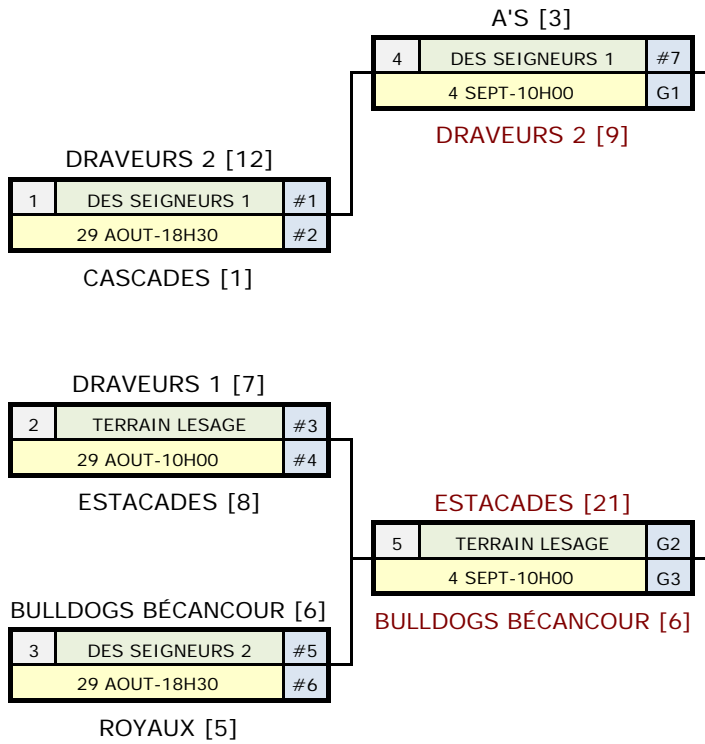 A'S [3]
4 DES SEIGNEURS 1 #7
4 SEPT-10H00 G1
DRAVEURS 2 [9]
DRAVEURS 2 [12]
1 DES SEIGNEURS 1 #1
29 AOUT-18H30 #2
CASCADES [1]
DRAVEURS 1 [7]
2 TERRAIN LESAGE #3
29 AOUT-10H00 #4
ESTACADES [8]
ESTACADES [21]
5 TERRAIN LESAGE G2
4 SEPT-10H00 G3
BULLDOGS BÉCANCOUR [6]
BULLDOGS BÉCANCOUR [6]
3 DES SEIGNEURS 2 #5
29 AOUT-18H30 #6
ROYAUX [5]